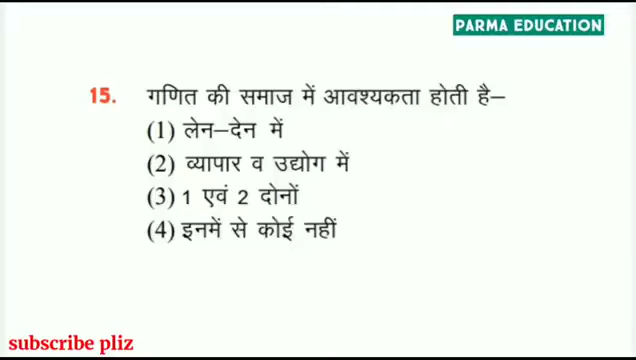 PARMA EDUCATION
15. गणित की समाज में आवश्यकता होती है–
(1) लेन–देन में
(2) व्यापार व उद्योग में
(3) 1 एवं 2 दोनों
(4) इनमें से कोई नहीं
subscribe pliz